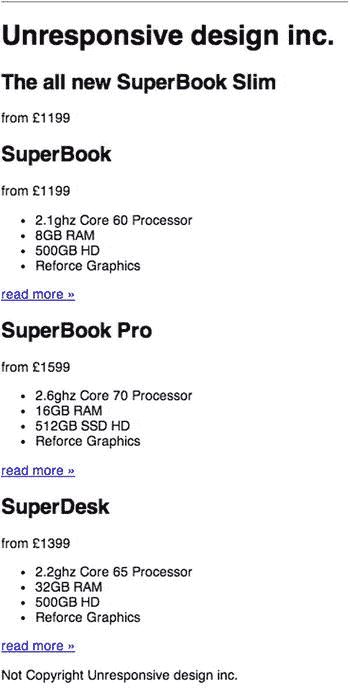 Unresponsive design inc.
The all new SuperBook Slim
from £1199
SuperBook
from £1199
• 2.1ghz Core 60 Processor
• 8GB RAM
• 500GB HD
• Reforce Graphics
read more »
SuperBook Pro
from £1599
• 2.6ghz Core 70 Processor
• 16GB RAM
• 512GB SSD HD
• Reforce Graphics
read more »
SuperDesk
from £1399
• 2.2ghz Core 65 Processor
• 32GB RAM
• 500GB HD
• Reforce Graphics
read more »
Not Copyright Unresponsive design inc.